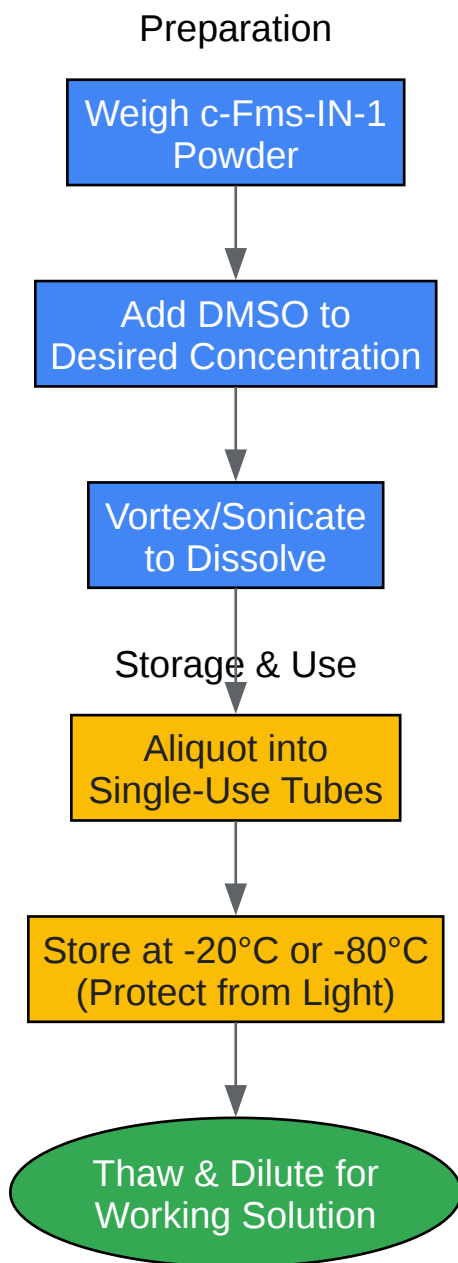 Preparation
Weigh c-Fms-IN-1
Powder
Add DMSO to
Desired Concentration
Vortex/Sonicate
to Dissolve
Storage & Use
Aliquot into
Single-Use Tubes
Store at -20°C or -80°C
(Protect from Light)
Thaw & Dilute for
Working Solution